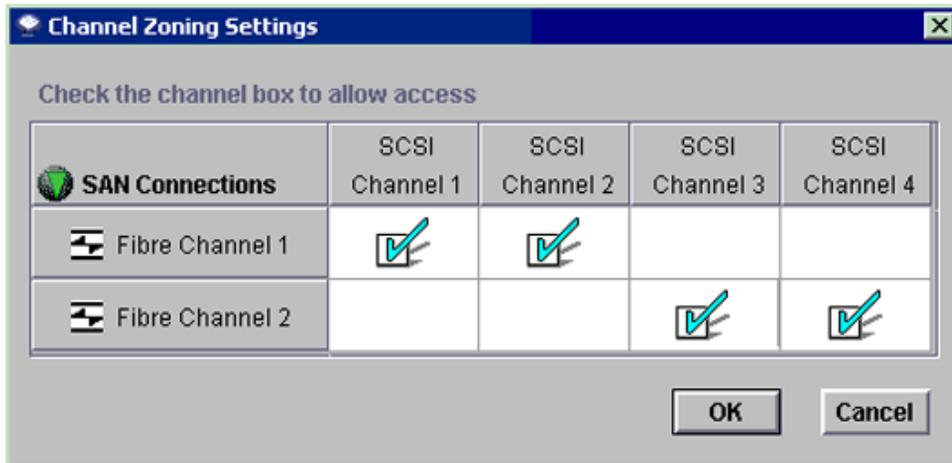 Channel Zoning Settings
Check the channel box to allow access
SAN Connections
SCSI Channel 1
SCSI Channel 2
SCSI Channel 3
SCSI Channel 4
Fibre Channel 1
Fibre Channel 2
OK
Cancel